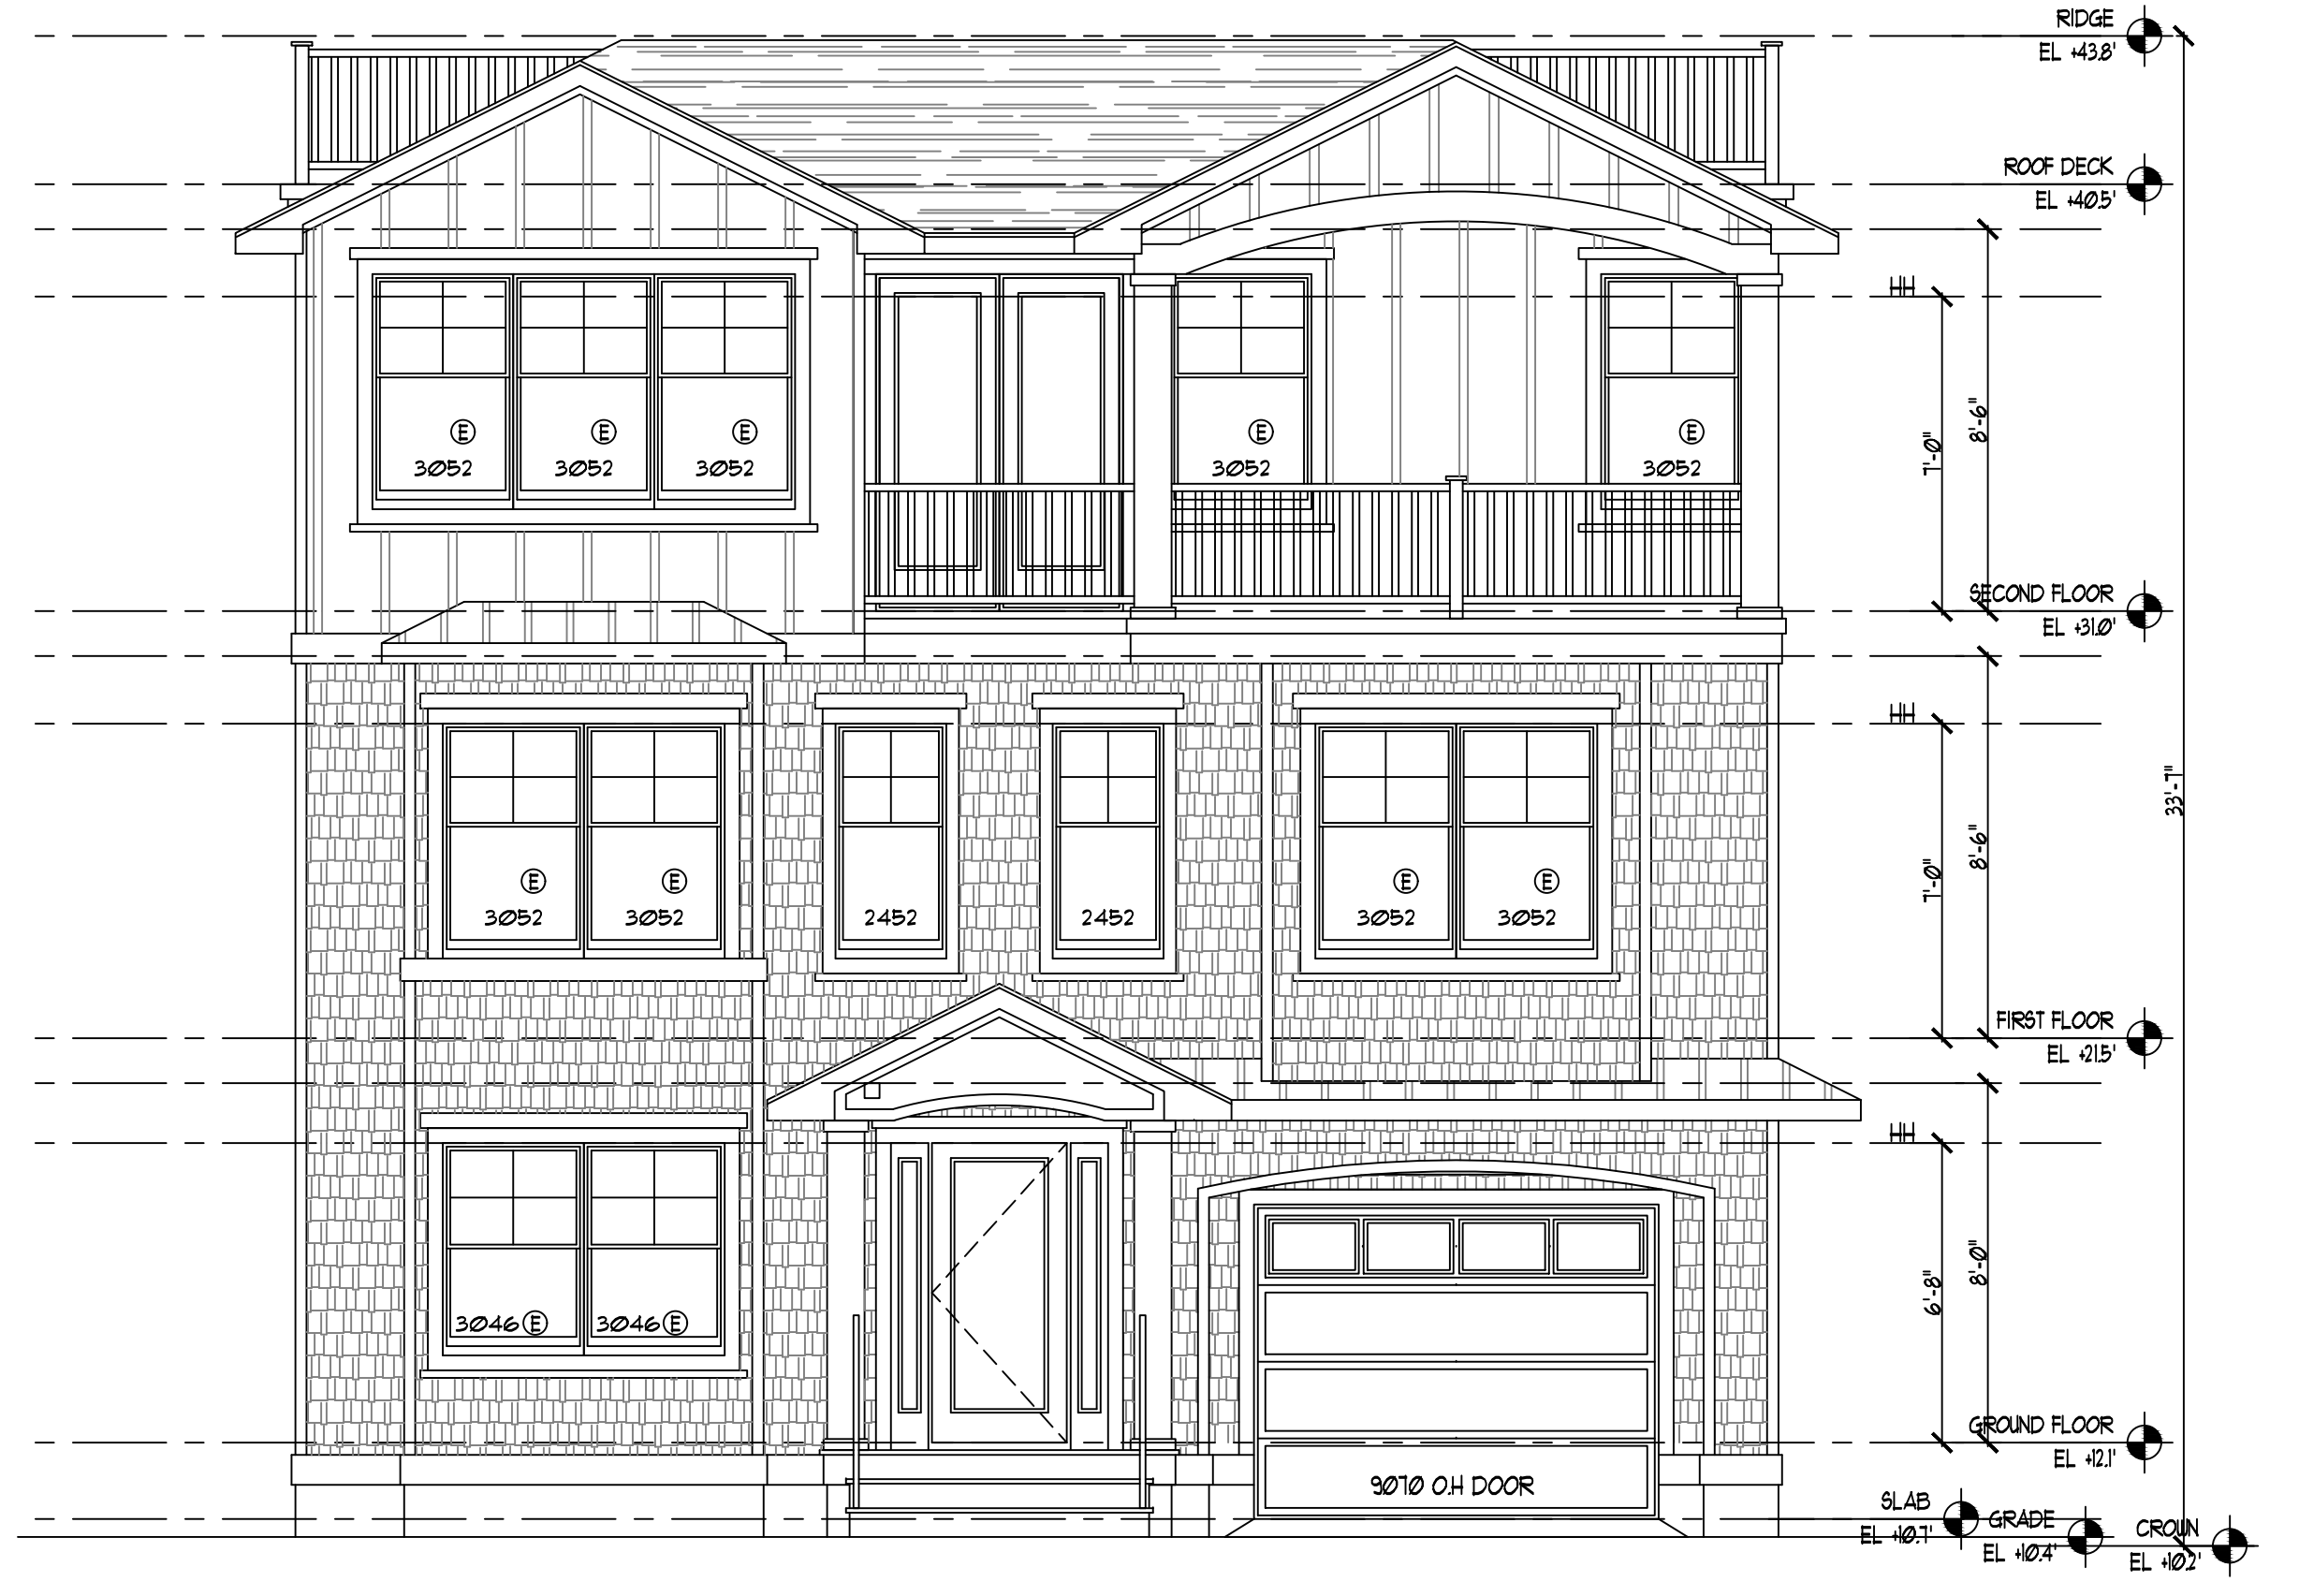 RIDGE
EL +43.8'
ROOF DECK
EL +40.5'
HH
8'-6"
7'-0"
E
E
E
E
E
3052
3052
3052
3052
3052
SECOND FLOOR
EL +31.0'
HH
33'-7"
8'-6"
7'-0"
E
E
E
E
3052
3052
2452
2452
3052
3052
FIRST FLOOR
EL +21.5'
HH
8'-0"
6'-8"
3046 E
3046 E
GROUND FLOOR
EL +12.1'
9070 O.H DOOR
SLAB
EL +10.7'
GRADE
EL +10.4'
CROWN
EL +10.2'